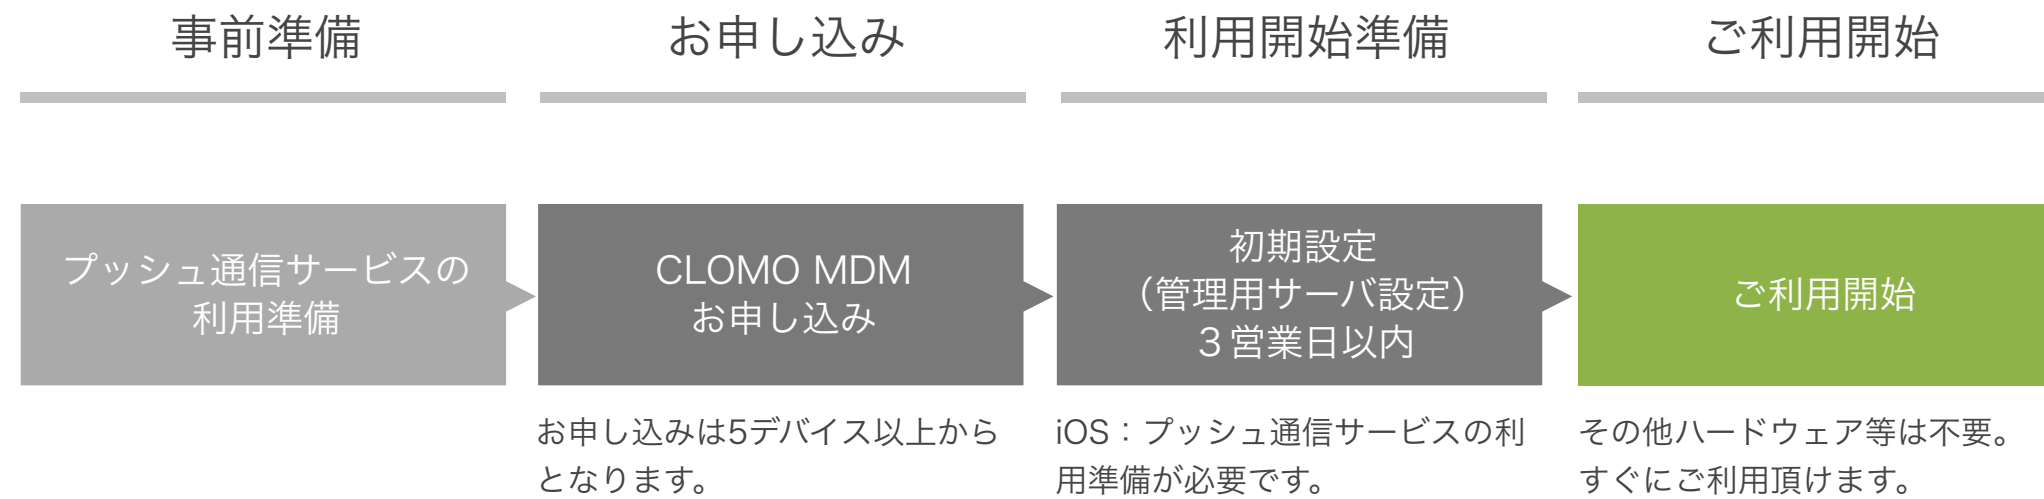 事前準備
お申し込み
利用開始準備
ご利用開始
プッシュ通信サービスの
利用準備
CLOMO MDM
お申し込み
初期設定
（管理用サーバ設定）
３営業日以内
ご利用開始
お申し込みは5デバイス以上から
となります。
iOS：プッシュ通信サービスの利
用準備が必要です。
その他ハードウェア等は不要。
すぐにご利用頂けます。